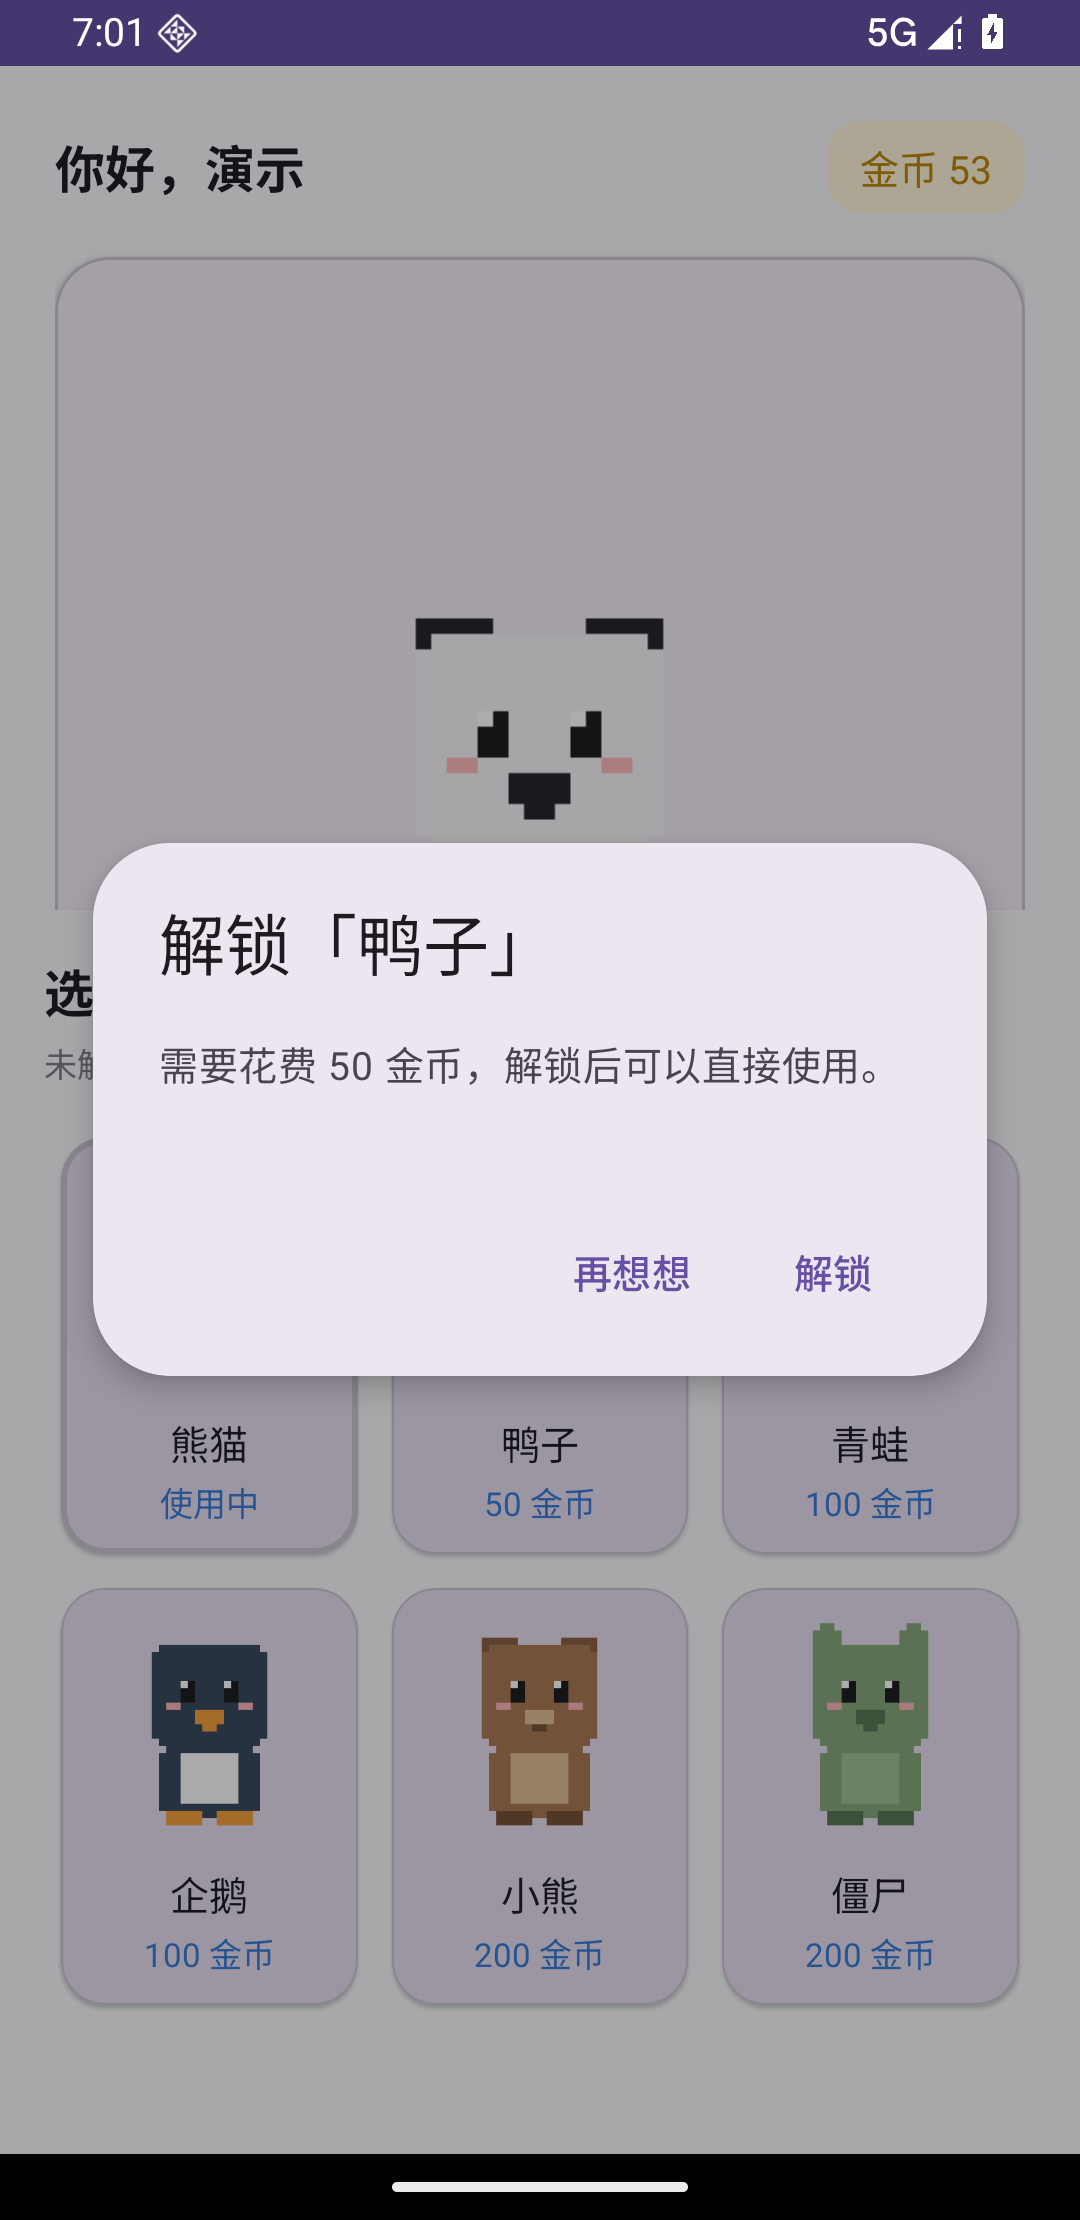 7:01 5G
你好，演示 金币 53
解锁「鸭子」
选
需要花费 50 金币，解锁后可以直接使用。
未
再想想 解锁
熊猫 鸭子 青蛙
使用中 50 金币 100 金币
企鹅 小熊 僵尸
100 金币 200 金币 200 金币